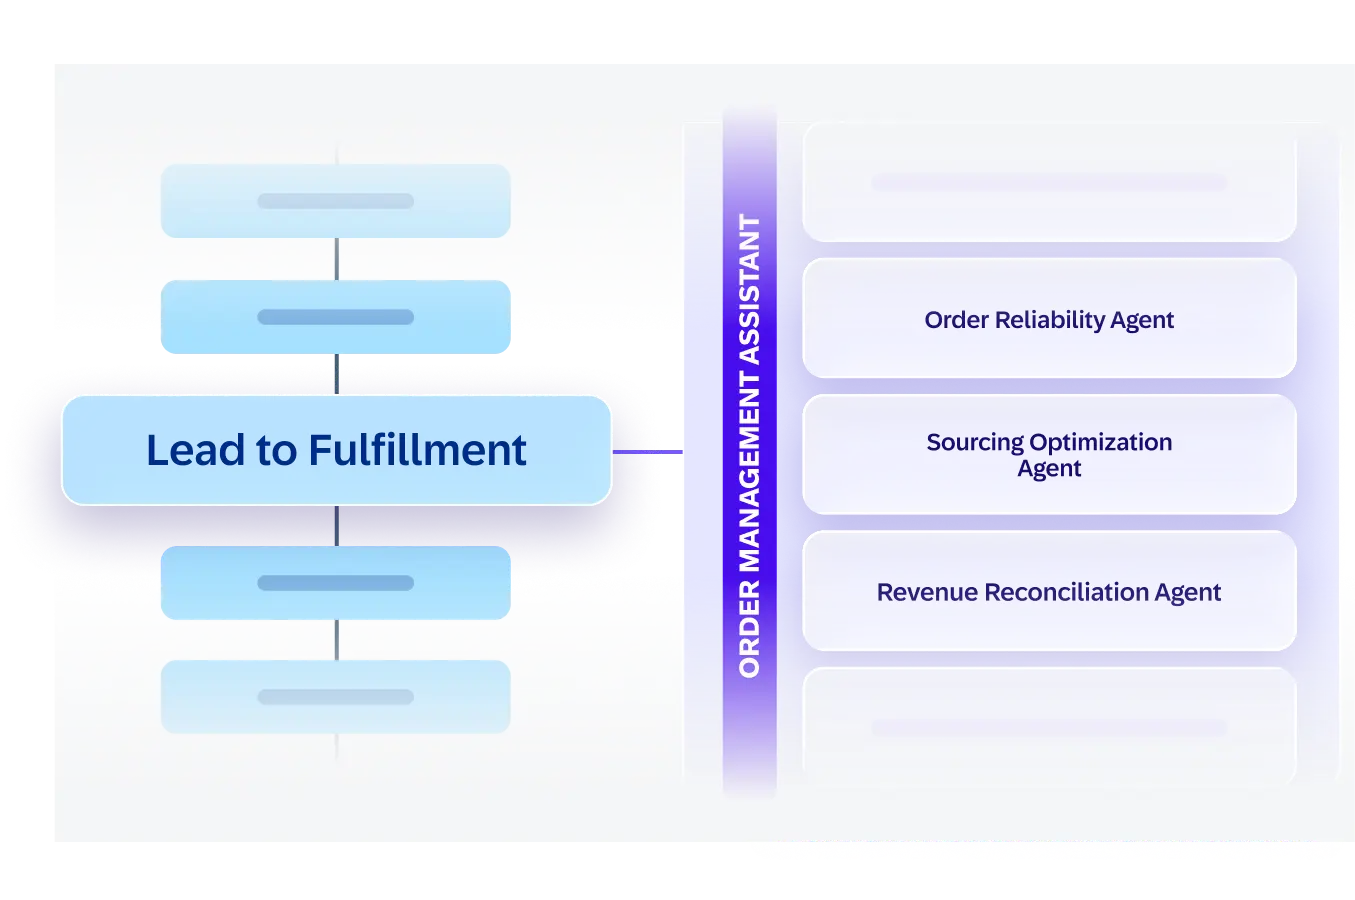 Lead to Fulfillment
ORDER MANAGEMENT ASSISTANT
Order Reliability Agent
Sourcing Optimization
Agent
Revenue Reconciliation Agent